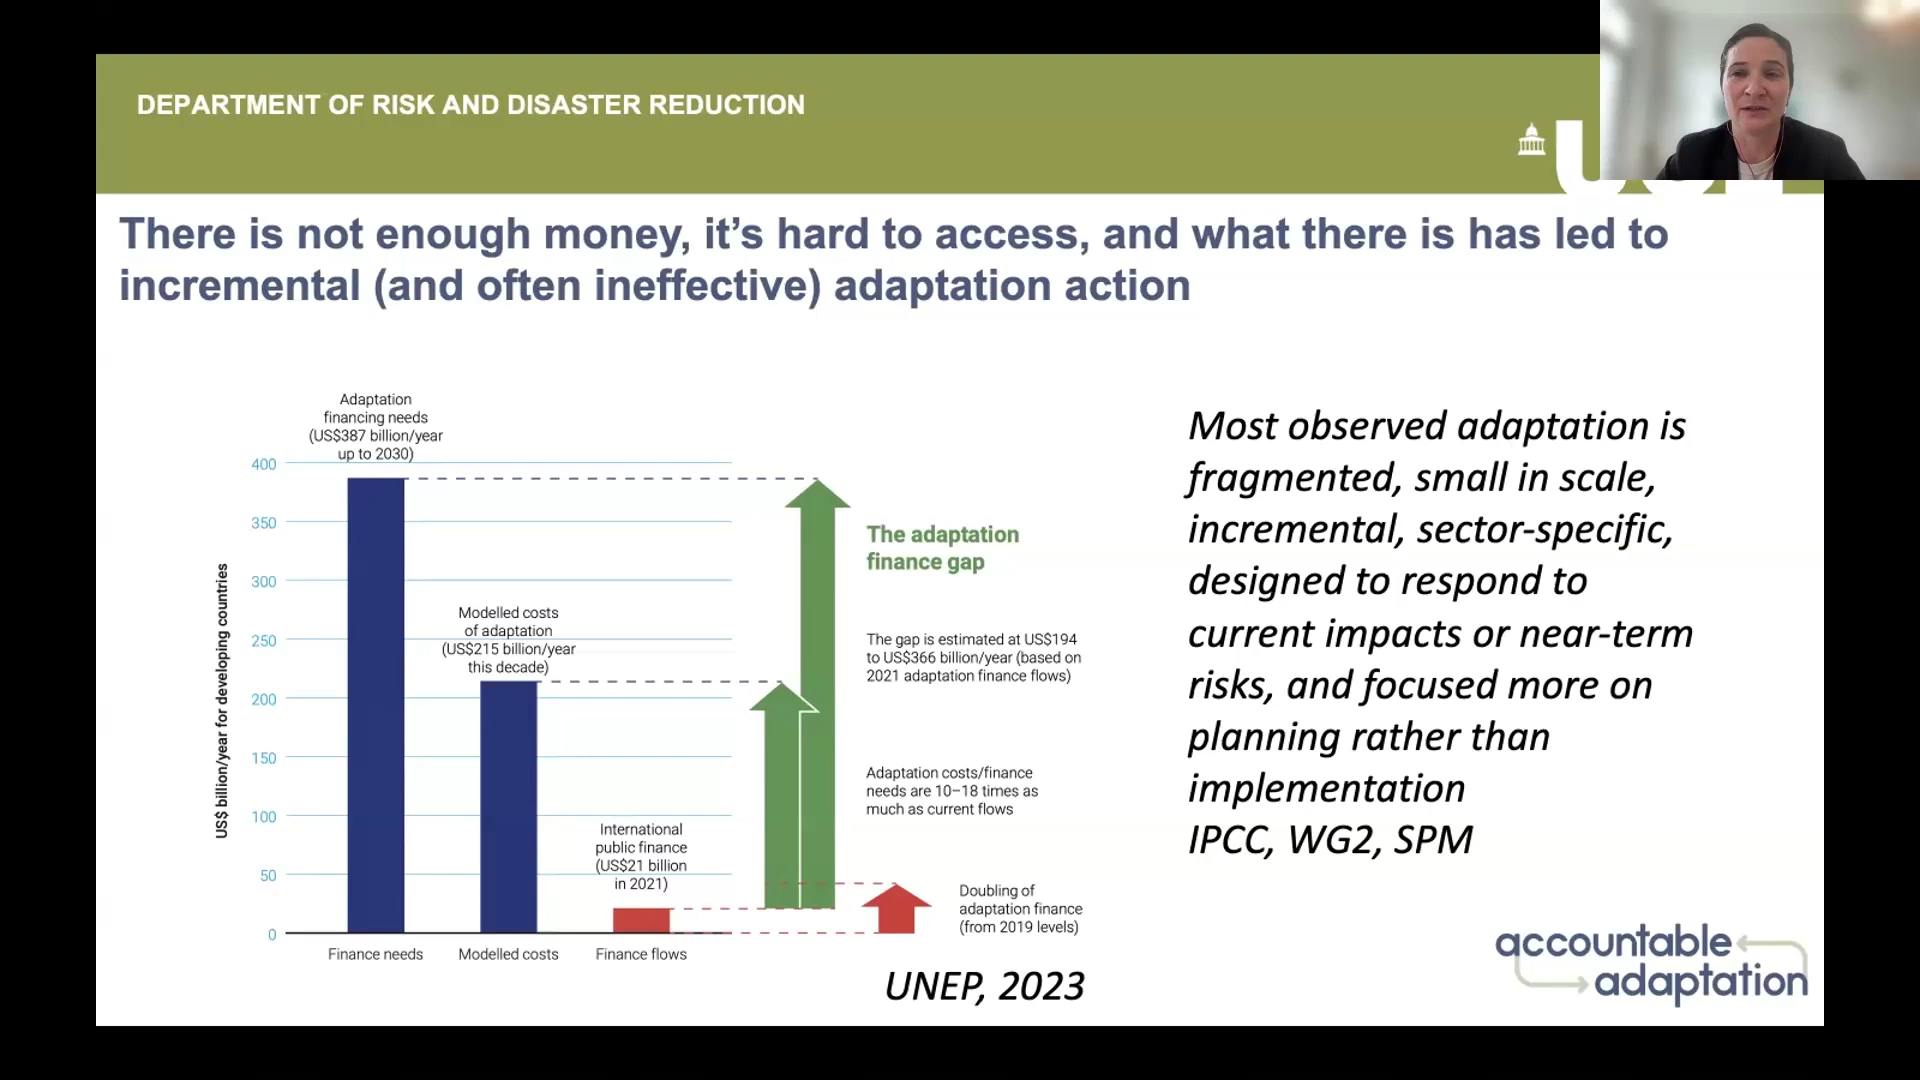 DEPARTMENT OF RISK AND DISASTER REDUCTION
There is not enough money, it's hard to access, and what there is has led to
incremental (and often ineffective) adaptation action
Adaptation
financing needs
(US$387 billion/year
up to 2030)
400
350
300
250
200
150
100
50
0
US$ billion/year for developing countries
Modelled costs
of adaptation
(US$215 billion/year
this decade)
International
public finance
(US$21 billion
in 2021)
Finance needs
Modelled costs
Finance flows
The adaptation
finance gap
The gap is estimated at US$194
to US$366 billion/year (based on
2021 adaptation finance flows)
Adaptation costs/finance
needs are 10–18 times as
much as current flows
Doubling of
adaptation finance
(from 2019 levels)
UNEP, 2023
Most observed adaptation is
fragmented, small in scale,
incremental, sector-specific,
designed to respond to
current impacts or near-term
risks, and focused more on
planning rather than
implementation
IPCC, WG2, SPM
accountable
adaptation